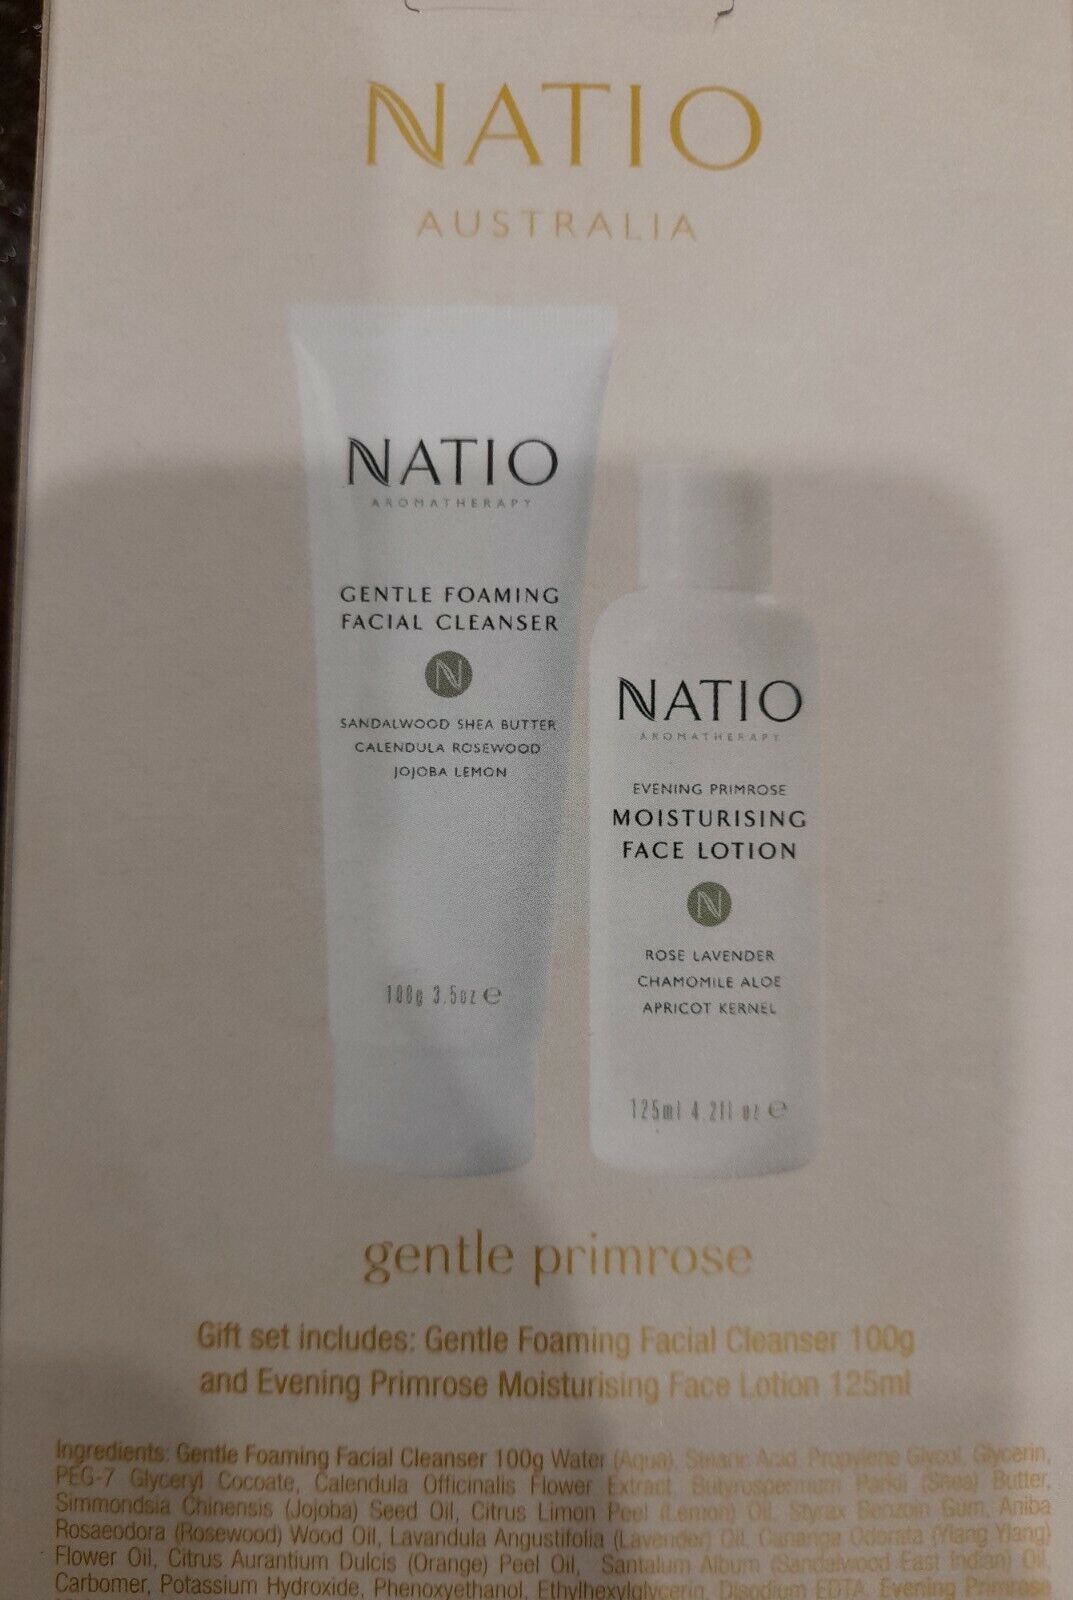 NATIO
AUSTRALIA
NATIO
AROMATHERAPY
GENTLE FOAMING
FACIAL CLEANSER
N
SANDALWOOD SHEA BUTTER
CALENDULA ROSEWOOD
JOJOBA LEMON
100g 3.5oz e
NATIO
AROMATHERAPY
EVENING PRIMROSE
MOISTURISING
FACE LOTION
N
ROSE LAVENDER
CHAMOMILE ALOE
APRICOT KERNEL
125ml 4.2fl oz e
gentle primrose
Gift set includes: Gentle Foaming Facial Cleanser 100g
and Evening Primrose Moisturising Face Lotion 125ml
Ingredients: Gentle Foaming Facial Cleanser 100g Water (Aqua), Stearic Acid, Propylene Glycol, Glycerin,
PEG-7 Glyceryl Cocoate, Calendula Officinalis Flower Extract, Butyrospermum Parkii (Shea) Butter,
Simmondsia Chinensis (Jojoba) Seed Oil, Citrus Limon Peel (Lemon) Oil, Styrax Benzoin Gum, Aniba
Rosaeodora (Rosewood) Wood Oil, Lavandula Angustifolia (Lavender) Oil, Cananga Odorata (Ylang Ylang)
Flower Oil, Citrus Aurantium Dulcis (Orange) Peel Oil, Santalum Album (Sandalwood East Indian) Oil,
Carbomer, Potassium Hydroxide, Phenoxyethanol, Ethylhexylglycerin, Disodium EDTA. Evening Primrose